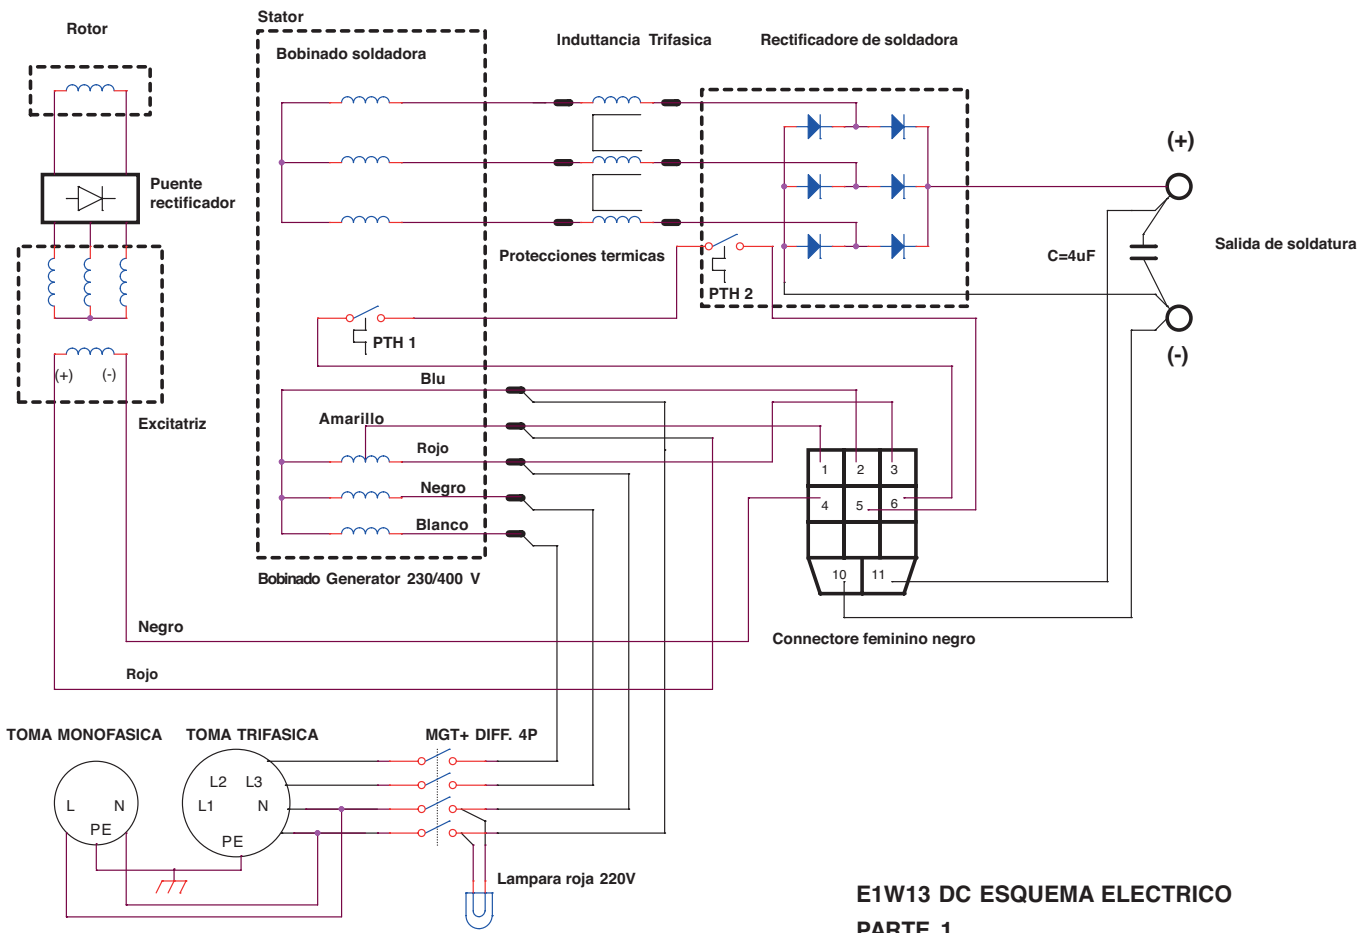 Stator
Rotor
Induttancia Trifasica
Rectificadore de soldadora
Bobinado soldadora
(+)
Puente
rectificador
Salida de soldatura
C=4uF
Protecciones termicas
PTH 2
PTH 1
(-)
(+)
(-)
Blu
Excitatriz
Amarillo
Rojo
Negro
Blanco
1
2
3
4
5
6
10
11
Bobinado Generator 230/400 V
Negro
Connectore feminino negro
Rojo
TOMA MONOFASICA
TOMA TRIFASICA
MGT+ DIFF. 4P
L2 L3
L N
L1 N
PE
PE
Lampara roja 220V
E1W13 DC ESQUEMA ELECTRICO
PARTE 1